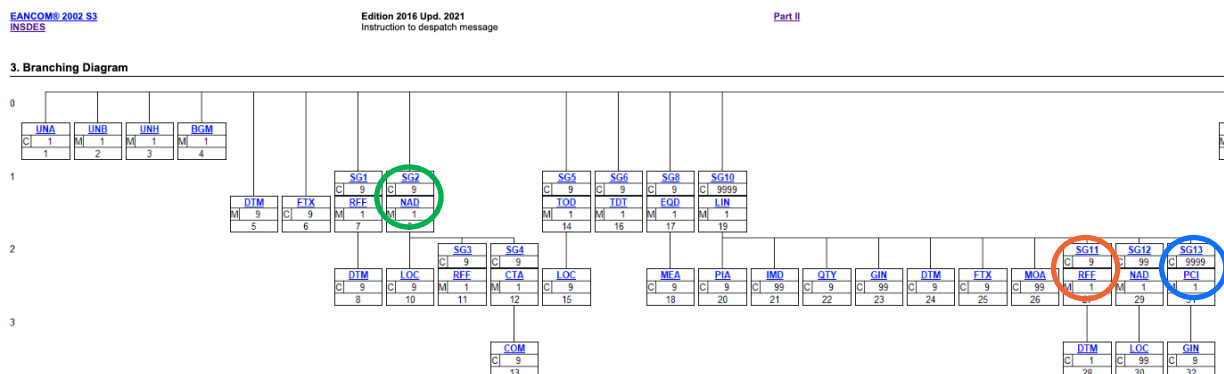 EANCOM® 2002 S3 Edition 2016 Upd. 2021 Part II
INSDES Instruction to despatch message
3. Branching Diagram
0
UNA UNB UNH BGM
C 1 M 1 M 1 M 1
1 2 3 4
1
SG1 SG2 SG5 SG6 SG8 SG10
C 9 C 9 C 9 C 9 C 9 C 9999
DTM FTX RFF NAD TOD TDT EQD LIN
M 9 C 9 M 1 M 1 M 1 M 1 M 1 M 1
5 6 7 14 16 17 19
2
SG3 SG4 SG11 SG12 SG13
C 9 C 9 C 9 C 99 C 9999
DTM LOC RFF CTA LOC MEA PIA IMD QTY GIN DTM FTX MOA RFF NAD PCI
C 9 C 9 M 1 M 1 C 9 C 9 C 9 C 99 C 9 C 99 C 9 C 9 C 99 M 1 M 1 M 1
8 10 11 12 15 18 20 21 22 23 24 25 26 27 29 31
3
COM DTM LOC GIN
C 9 C 1 C 99 C 9
13 28 30 32